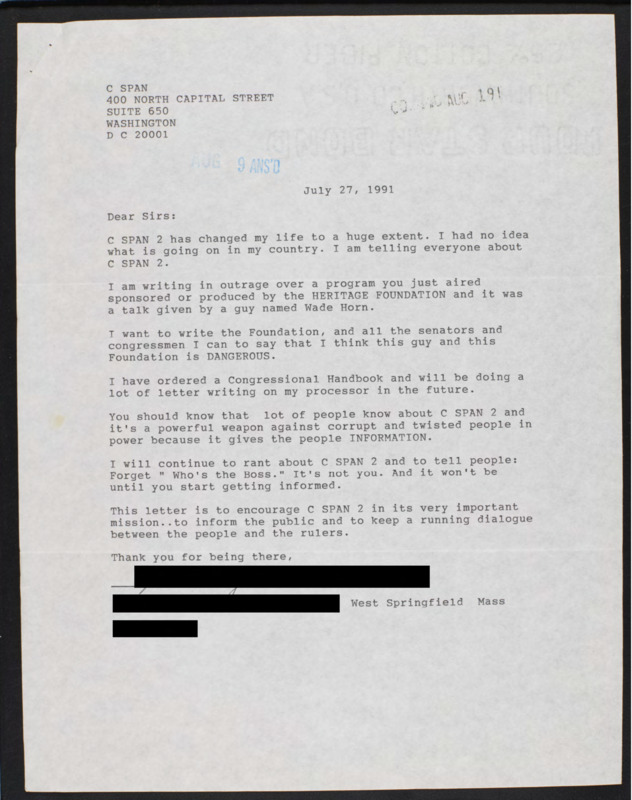 C SPAN
400 NORTH CAPITAL STREET
SUITE 650
WASHINGTON
D C 20001
AUG 191
AUG 9 ANS'D
July 27, 1991
Dear Sirs:
C SPAN 2 has changed my life to a huge extent. I had no idea
what is going on in my country. I am telling everyone about
C SPAN 2.
I am writing in outrage over a program you just aired
sponsored or produced by the HERITAGE FOUNDATION and it was
a talk given by a guy named Wade Horn.
I want to write the Foundation, and all the senators and
congressmen I can to say that I think this guy and this
Foundation is DANGEROUS.
I have ordered a Congressional Handbook and will be doing a
lot of letter writing on my processor in the future.
You should know that  lot of people know about C SPAN 2 and
it's a powerful weapon against corrupt and twisted people in
power because it gives the people INFORMATION.
I will continue to rant about C SPAN 2 and to tell people:
Forget " Who's the Boss." It's not you. And it won't be
until you start getting informed.
This letter is to encourage C SPAN 2 in its very important
mission..to inform the public and to keep a running dialogue
between the people and the rulers.
Thank you for being there,
West Springfield  Mass